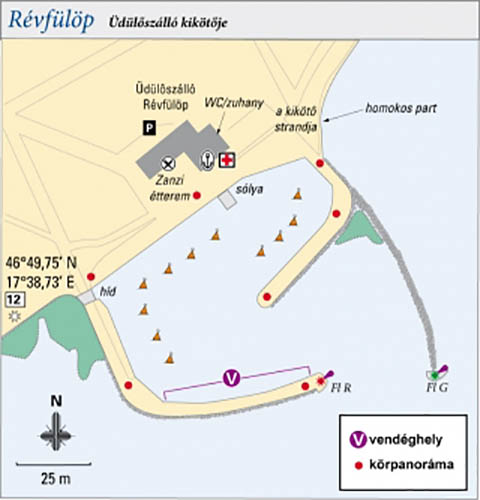 Révfülöp Üdülőszálló kikötője
Üdülőszálló
Révfülöp
WC/zuhany
P
a kikötő
strandja
homokos part
Zanzi
étterem
sólya
46°49,75′ N
17°38,73′ E
12
híd
V
Fl R
Fl G
N
25 m
V vendéghely
körpanoráma